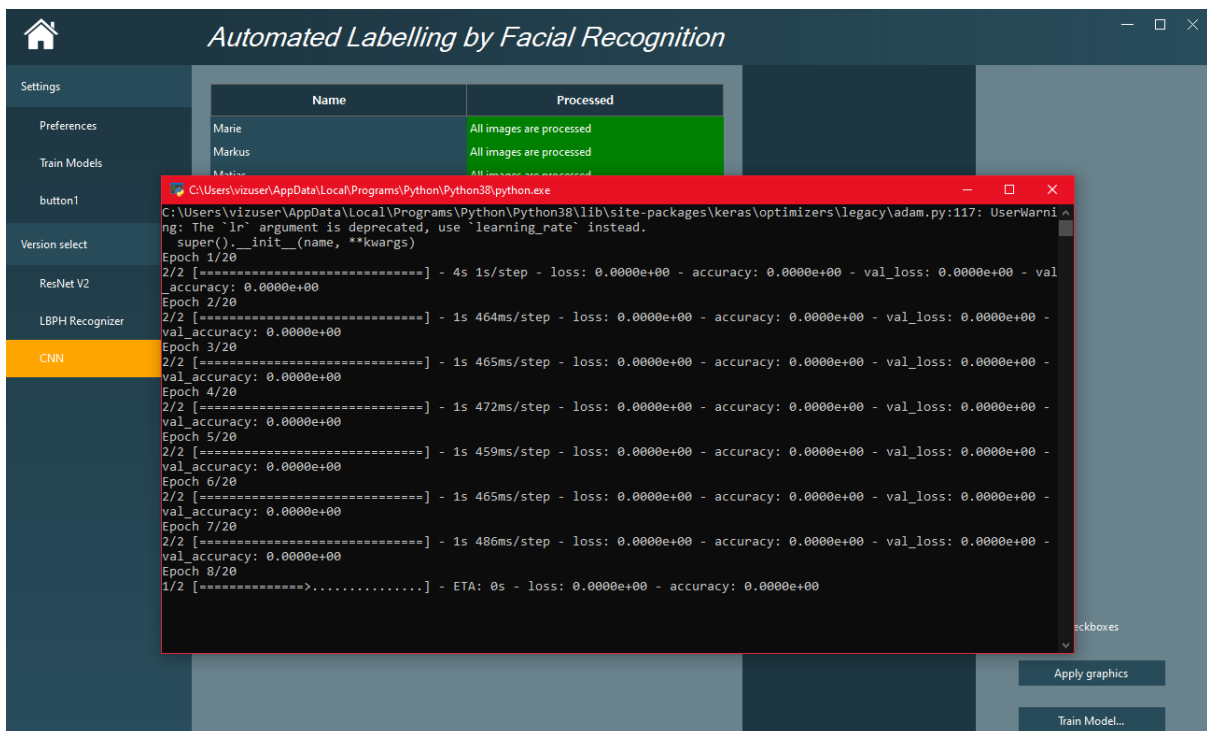 Automated Labelling by Facial Recognition
Settings
Preferences
Train Models
button1
Version select
ResNet V2
LBPH Recognizer
CNN
Name Processed
Marie All images are processed
Markus All images are processed
Matias All images are processed
C:\Users\vizuser\AppData\Local\Programs\Python\Python38\python.exe
C:\Users\vizuser\AppData\Local\Programs\Python\Python38\lib\site-packages\keras\optimizers\legacy\adam.py:117: UserWarni
ng: The `lr` argument is deprecated, use `learning_rate` instead.
super().__init__(name, **kwargs)
Epoch 1/20
2/2 [==============================] - 4s 1s/step - loss: 0.0000e+00 - accuracy: 0.0000e+00 - val_loss: 0.0000e+00 - val
_accuracy: 0.0000e+00
Epoch 2/20
2/2 [==============================] - 1s 464ms/step - loss: 0.0000e+00 - accuracy: 0.0000e+00 - val_loss: 0.0000e+00 -
val_accuracy: 0.0000e+00
Epoch 3/20
2/2 [==============================] - 1s 465ms/step - loss: 0.0000e+00 - accuracy: 0.0000e+00 - val_loss: 0.0000e+00 -
val_accuracy: 0.0000e+00
Epoch 4/20
2/2 [==============================] - 1s 472ms/step - loss: 0.0000e+00 - accuracy: 0.0000e+00 - val_loss: 0.0000e+00 -
val_accuracy: 0.0000e+00
Epoch 5/20
2/2 [==============================] - 1s 459ms/step - loss: 0.0000e+00 - accuracy: 0.0000e+00 - val_loss: 0.0000e+00 -
val_accuracy: 0.0000e+00
Epoch 6/20
2/2 [==============================] - 1s 465ms/step - loss: 0.0000e+00 - accuracy: 0.0000e+00 - val_loss: 0.0000e+00 -
val_accuracy: 0.0000e+00
Epoch 7/20
2/2 [==============================] - 1s 486ms/step - loss: 0.0000e+00 - accuracy: 0.0000e+00 - val_loss: 0.0000e+00 -
val_accuracy: 0.0000e+00
Epoch 8/20
1/2 [==============>...............] - ETA: 0s - loss: 0.0000e+00 - accuracy: 0.0000e+00
eckboxes
Apply graphics
Train Model...